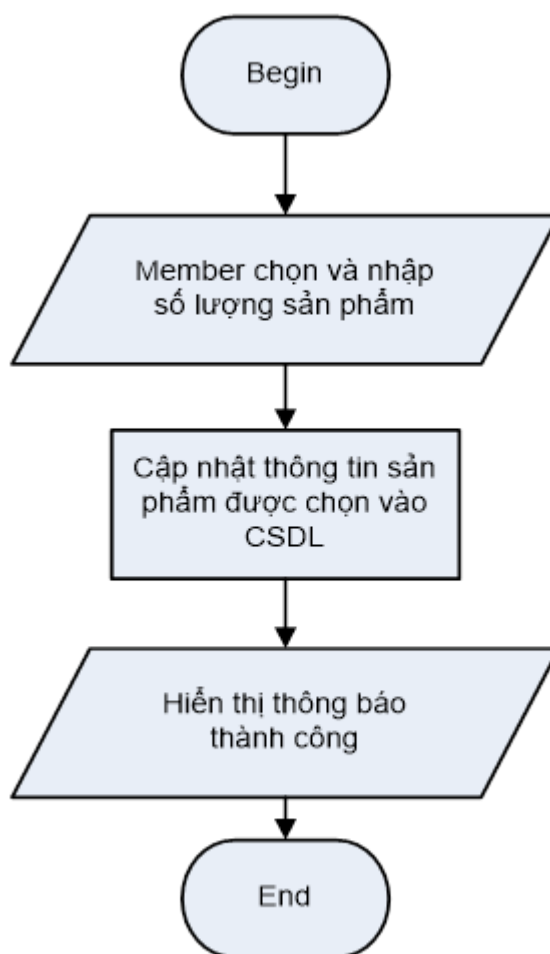 Begin
Member chọn và nhập
số lượng sản phẩm
Cập nhật thông tin sản
phẩm được chọn vào
CSDL
Hiển thị thông báo
thành công
End